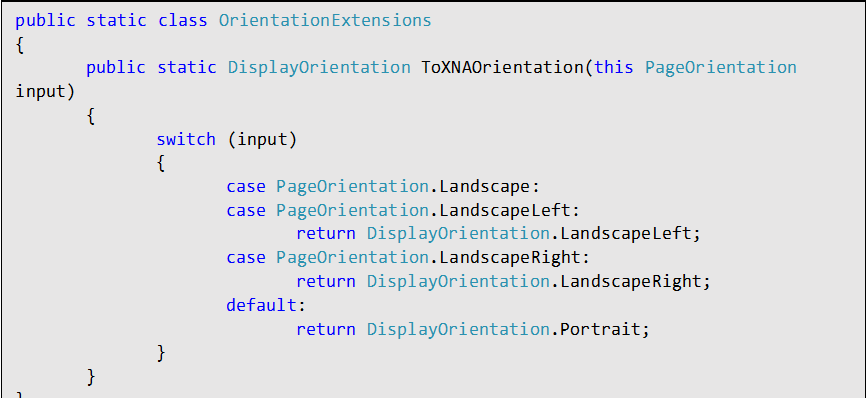 public static class OrientationExtensions
{
public static DisplayOrientation ToXNAOrientation(this PageOrientation
input)
{
switch (input)
{
case PageOrientation.Landscape:
case PageOrientation.LandscapeLeft:
return DisplayOrientation.LandscapeLeft;
case PageOrientation.LandscapeRight:
return DisplayOrientation.LandscapeRight;
default:
return DisplayOrientation.Portrait;
}
}
}